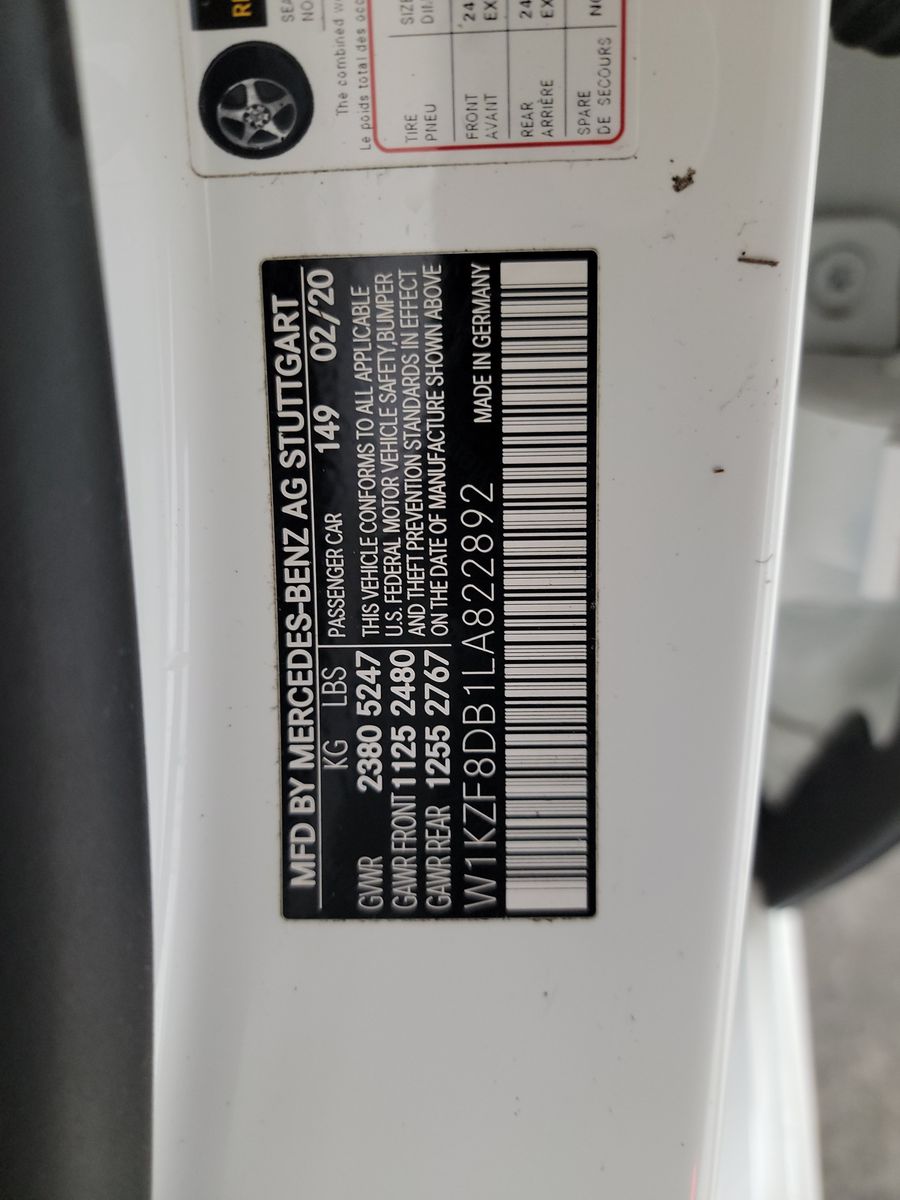 MFD BY MERCEDES-BENZ AG STUTTGART
KG LBS PASSENGER CAR 149 02/20
GVWR 2380 5247
GAWR FRONT 1125 2480
GAWR REAR 1255 2767
THIS VEHICLE CONFORMS TO ALL APPLICABLE
U.S. FEDERAL MOTOR VEHICLE SAFETY,BUMPER
AND THEFT PREVENTION STANDARDS IN EFFECT
ON THE DATE OF MANUFACTURE SHOWN ABOVE
W1KZF8DB1LA822892 MADE IN GERMANY
The combined
Le poids total des
TIRE
PNEU
FRONT
AVANT
24
REAR
ARRIÈRE
24
SPARE
DE SECOURS